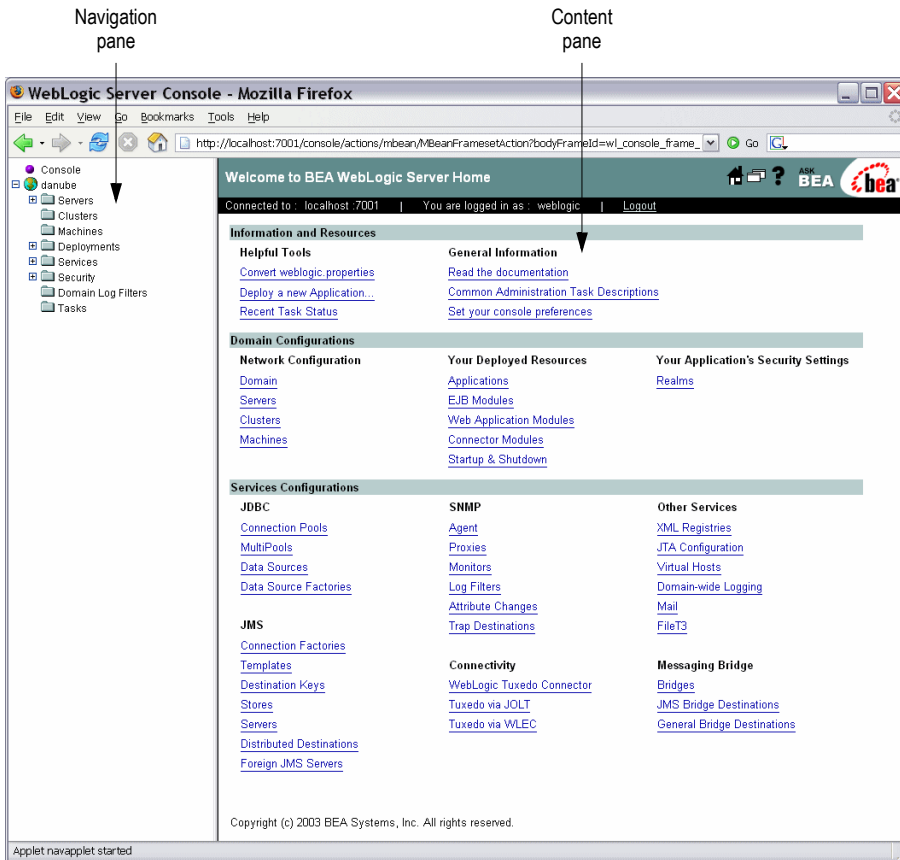 Navigation
pane
Content
pane
WebLogic Server Console - Mozilla Firefox
File Edit View Go Bookmarks Tools Help
http://localhost:7001/console/actions/mbean/MBeanFramesetAction?bodyFrameId=wl_console_frame_
Go
G
Console
danube
Servers
Clusters
Machines
Deployments
Services
Security
Domain Log Filters
Tasks
Welcome to BEA WebLogic Server Home
?
ASK
BEA
bea
Connected to : localhost :7001 | You are logged in as : weblogic | Logout
Information and Resources
Helpful Tools
Convert weblogic.properties
Deploy a new Application...
Recent Task Status
General Information
Read the documentation
Common Administration Task Descriptions
Set your console preferences
Domain Configurations
Network Configuration
Domain
Servers
Clusters
Machines
Your Deployed Resources
Applications
EJB Modules
Web Application Modules
Connector Modules
Startup & Shutdown
Your Application's Security Settings
Realms
Services Configurations
JDBC
Connection Pools
MultiPools
Data Sources
Data Source Factories
SNMP
Agent
Proxies
Monitors
Log Filters
Attribute Changes
Trap Destinations
Other Services
XML Registries
JTA Configuration
Virtual Hosts
Domain-wide Logging
Mail
FileT3
JMS
Connection Factories
Templates
Destination Keys
Stores
Servers
Distributed Destinations
Foreign JMS Servers
Connectivity
WebLogic Tuxedo Connector
Tuxedo via JOLT
Tuxedo via WLEC
Messaging Bridge
Bridges
JMS Bridge Destinations
General Bridge Destinations
Copyright (c) 2003 BEA Systems, Inc. All rights reserved.
Applet navapplet started